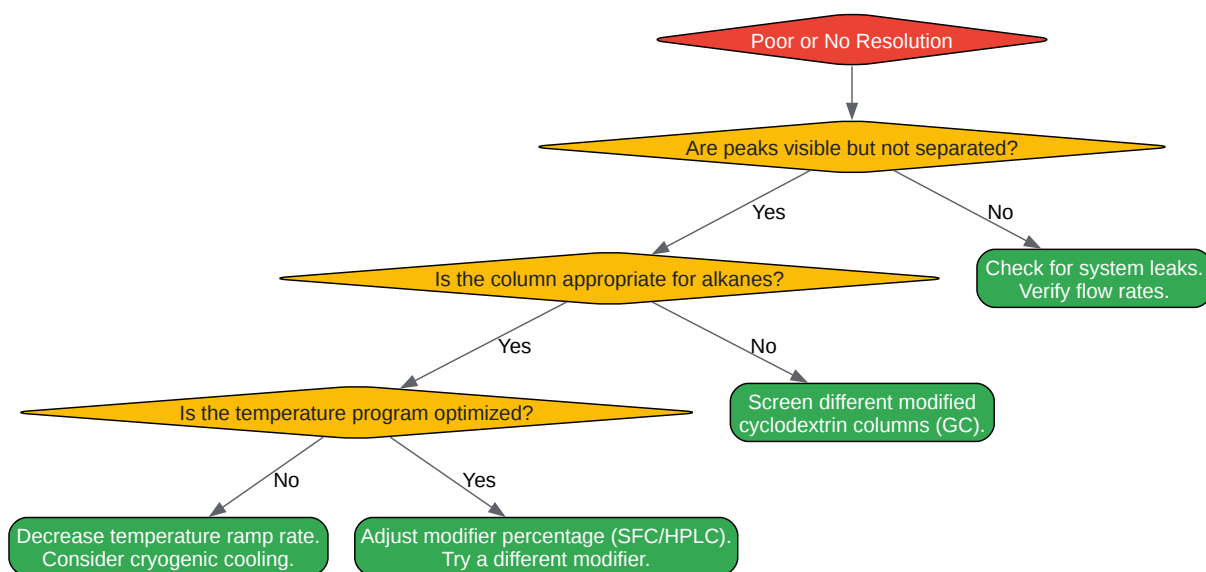 Poor or No Resolution
Are peaks visible but not separated?
Yes
No
Is the column appropriate for alkanes?
Check for system leaks.
Verify flow rates.
Yes
No
Is the temperature program optimized?
Screen different modified
cyclodextrin columns (GC).
No
Yes
Decrease temperature ramp rate.
Consider cryogenic cooling.
Adjust modifier percentage (SFC/HPLC).
Try a different modifier.